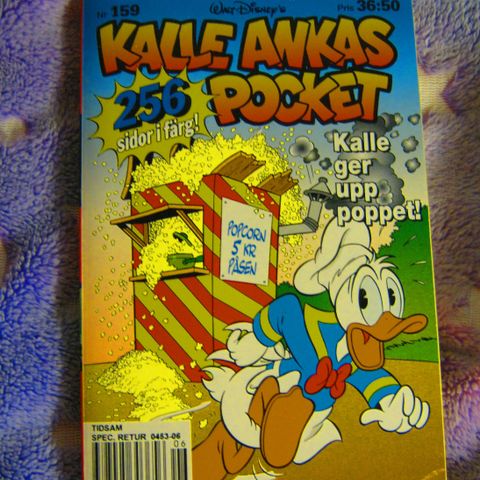 Nr 159
WALT DISNEY'S
Pris 36:50
KALLE ANKAS
POCKET
256
sidor i färg!
Kalle
ger
upp
poppet!
POPCORN
5 KR
PÅSEN
TIDSAM
SPEC. RETUR 0453-06
06